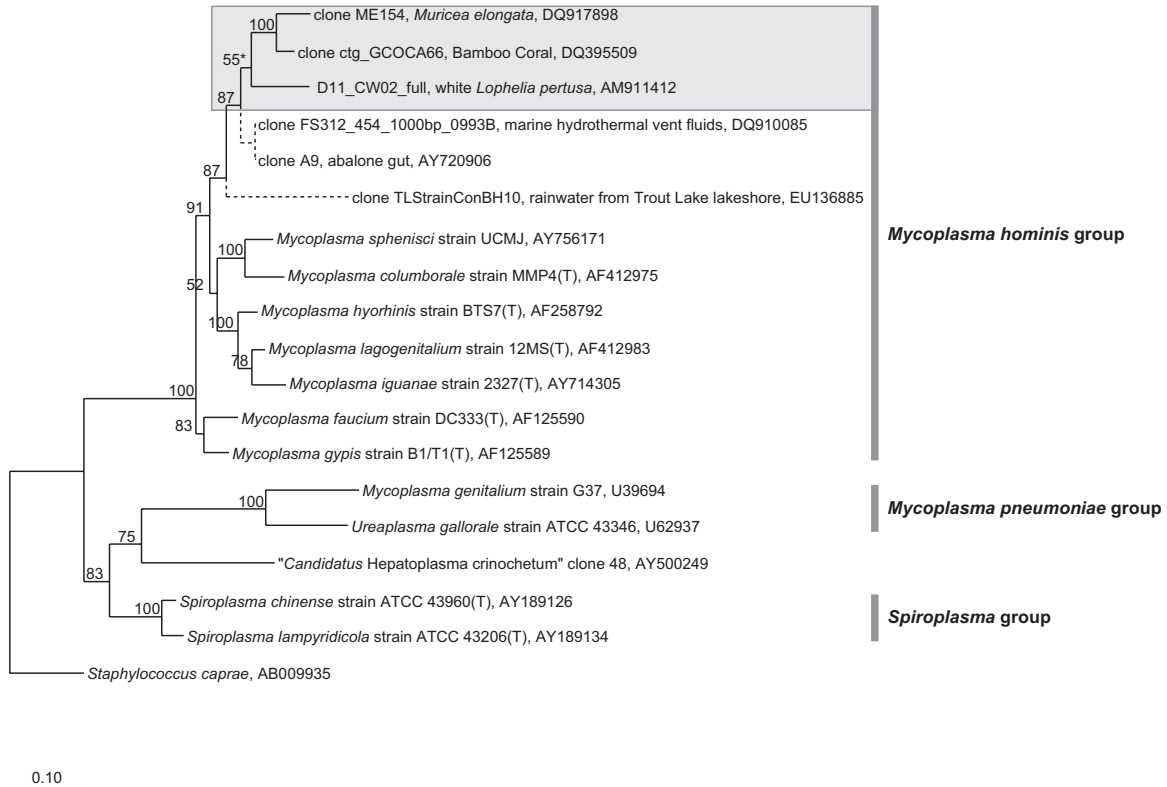 clone ME154, Muricea elongata, DQ917898
100
clone ctg_GCOCA66, Bamboo Coral, DQ395509
55*
D11_CW02_full, white Lophelia pertusa, AM911412
87
clone FS312_454_1000bp_0993B, marine hydrothermal vent fluids, DQ910085
clone A9, abalone gut, AY720906
87
clone TLStrainConBH10, rainwater from Trout Lake lakeshore, EU136885
91
Mycoplasma hominis group
Mycoplasma sphenisci strain UCMJ, AY756171
100
Mycoplasma columborale strain MMP4(T), AF412975
52
Mycoplasma hyorhinis strain BTS7(T), AF258792
100
Mycoplasma lagogenitalium strain 12MS(T), AF412983
78
Mycoplasma iguanae strain 2327(T), AY714305
100
Mycoplasma faucium strain DC333(T), AF125590
83
Mycoplasma gypis strain B1/T1(T), AF125589
Mycoplasma genitalium strain G37, U39694
100
Mycoplasma pneumoniae group
Ureaplasma gallorale strain ATCC 43346, U62937
75
"Candidatus Hepatoplasma crinochetum" clone 48, AY500249
83
Spiroplasma chinense strain ATCC 43960(T), AY189126
100
Spiroplasma group
Spiroplasma lampyridicola strain ATCC 43206(T), AY189134
Staphylococcus caprae, AB009935
0.10